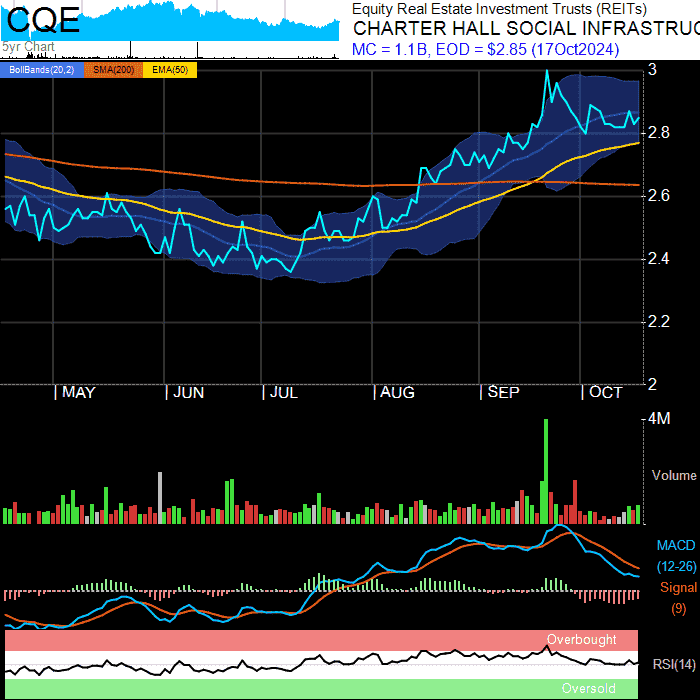 CQE
5yr Chart
Equity Real Estate Investment Trusts (REITs)
CHARTER HALL SOCIAL INFRASTRUC
MC = 1.1B, EOD = $2.85 (17Oct2024)
BollBands(20,2) SMA(200) EMA(50)
3
2.8
2.6
2.4
2.2
2
MAY JUN JUL AUG SEP OCT
4M
Volume
MACD
(12-26)
Signal
(9)
Overbought
RSI(14)
Oversold